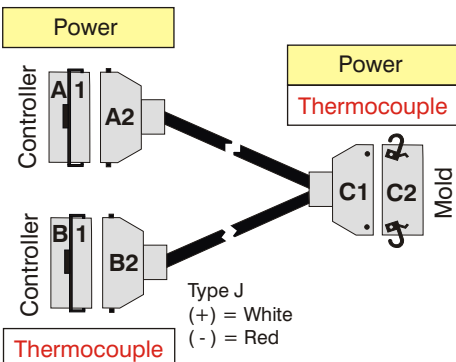 Power
Controller
A 1
A2
Power
Thermocouple
C1
C2
Mold
Controller
B 1
B2
Type J
(+) = White
(-) = Red
Thermocouple